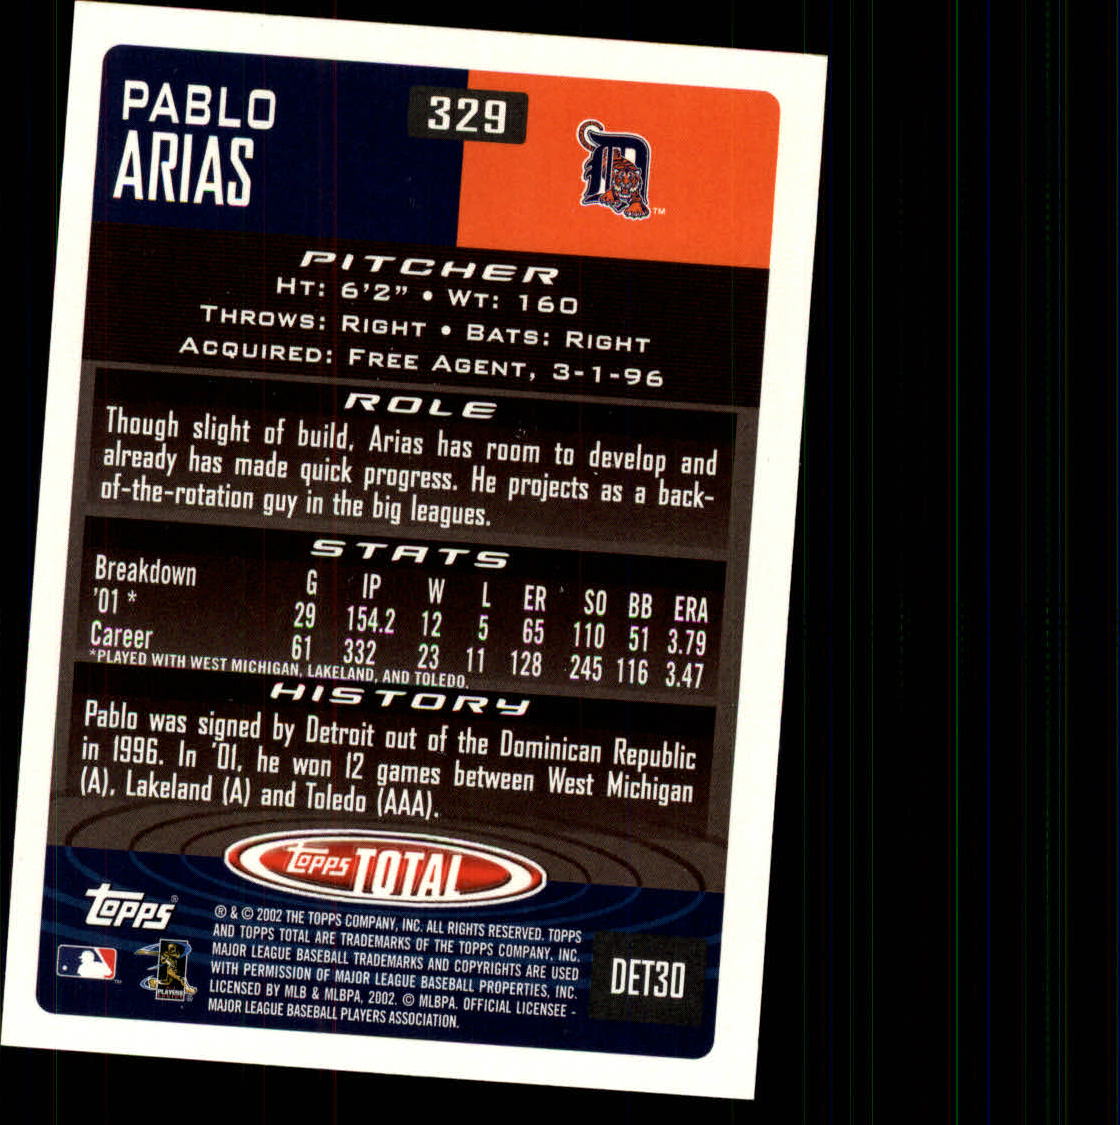 PABLO
ARIAS
329
TM
PITCHER
HT: 6'2" • WT: 160
THROWS: RIGHT • BATS: RIGHT
ACQUIRED: FREE AGENT, 3-1-96
ROLE
Though slight of build, Arias has room to develop and
already has made quick progress. He projects as a back-
of-the-rotation guy in the big leagues.
STATS
Breakdown G IP W L ER SO BB ERA
'01 * 29 154.2 12 5 65 110 51 3.79
Career 61 332 23 11 128 245 116 3.47
*PLAYED WITH WEST MICHIGAN, LAKELAND, AND TOLEDO.
HISTORY
Pablo was signed by Detroit out of the Dominican Republic
in 1996. In '01, he won 12 games between West Michigan
(A), Lakeland (A) and Toledo (AAA).
Topps TOTAL
Topps®
® & © 2002 THE TOPPS COMPANY, INC. ALL RIGHTS RESERVED. TOPPS
AND TOPPS TOTAL ARE TRADEMARKS OF THE TOPPS COMPANY, INC.
MAJOR LEAGUE BASEBALL TRADEMARKS AND COPYRIGHTS ARE USED
WITH PERMISSION OF MAJOR LEAGUE BASEBALL PROPERTIES, INC.
LICENSED BY MLB & MLBPA, 2002. © MLBPA. OFFICIAL LICENSEE -
MAJOR LEAGUE BASEBALL PLAYERS ASSOCIATION.
PLAYERS
DET30